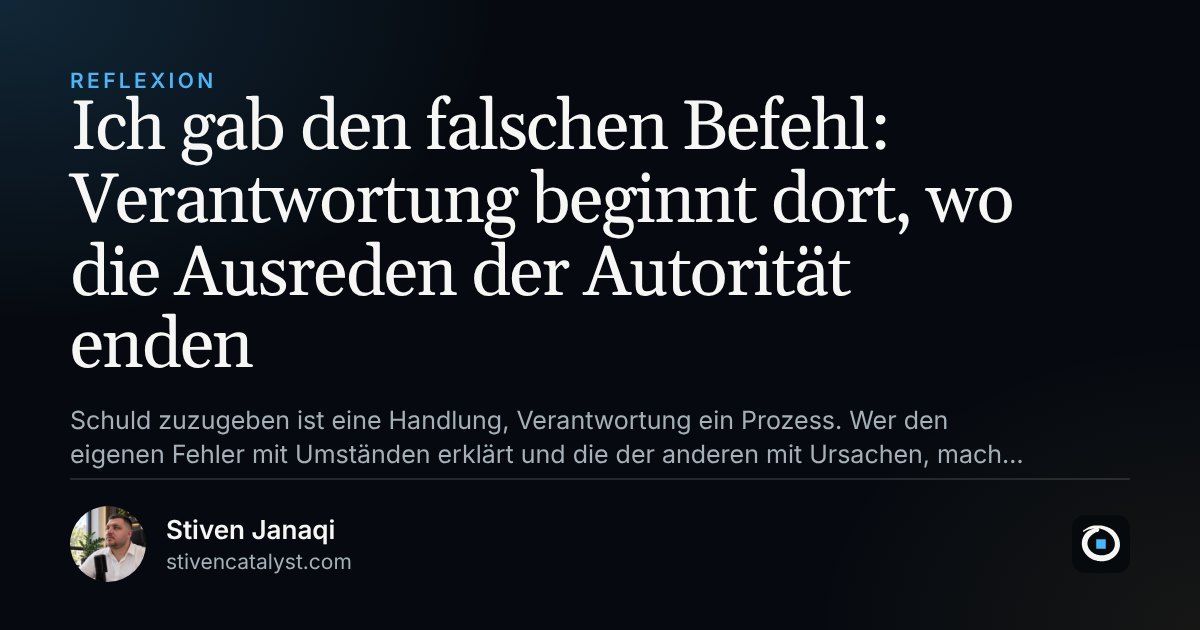 REFLEXION
Ich gab den falschen Befehl:
Verantwortung beginnt dort, wo
die Ausreden der Autorität
enden
Schuld zuzugeben ist eine Handlung, Verantwortung ein Prozess. Wer den
eigenen Fehler mit Umständen erklärt und die der anderen mit Ursachen, mach...
Stiven Janaqi
stivencatalyst.com